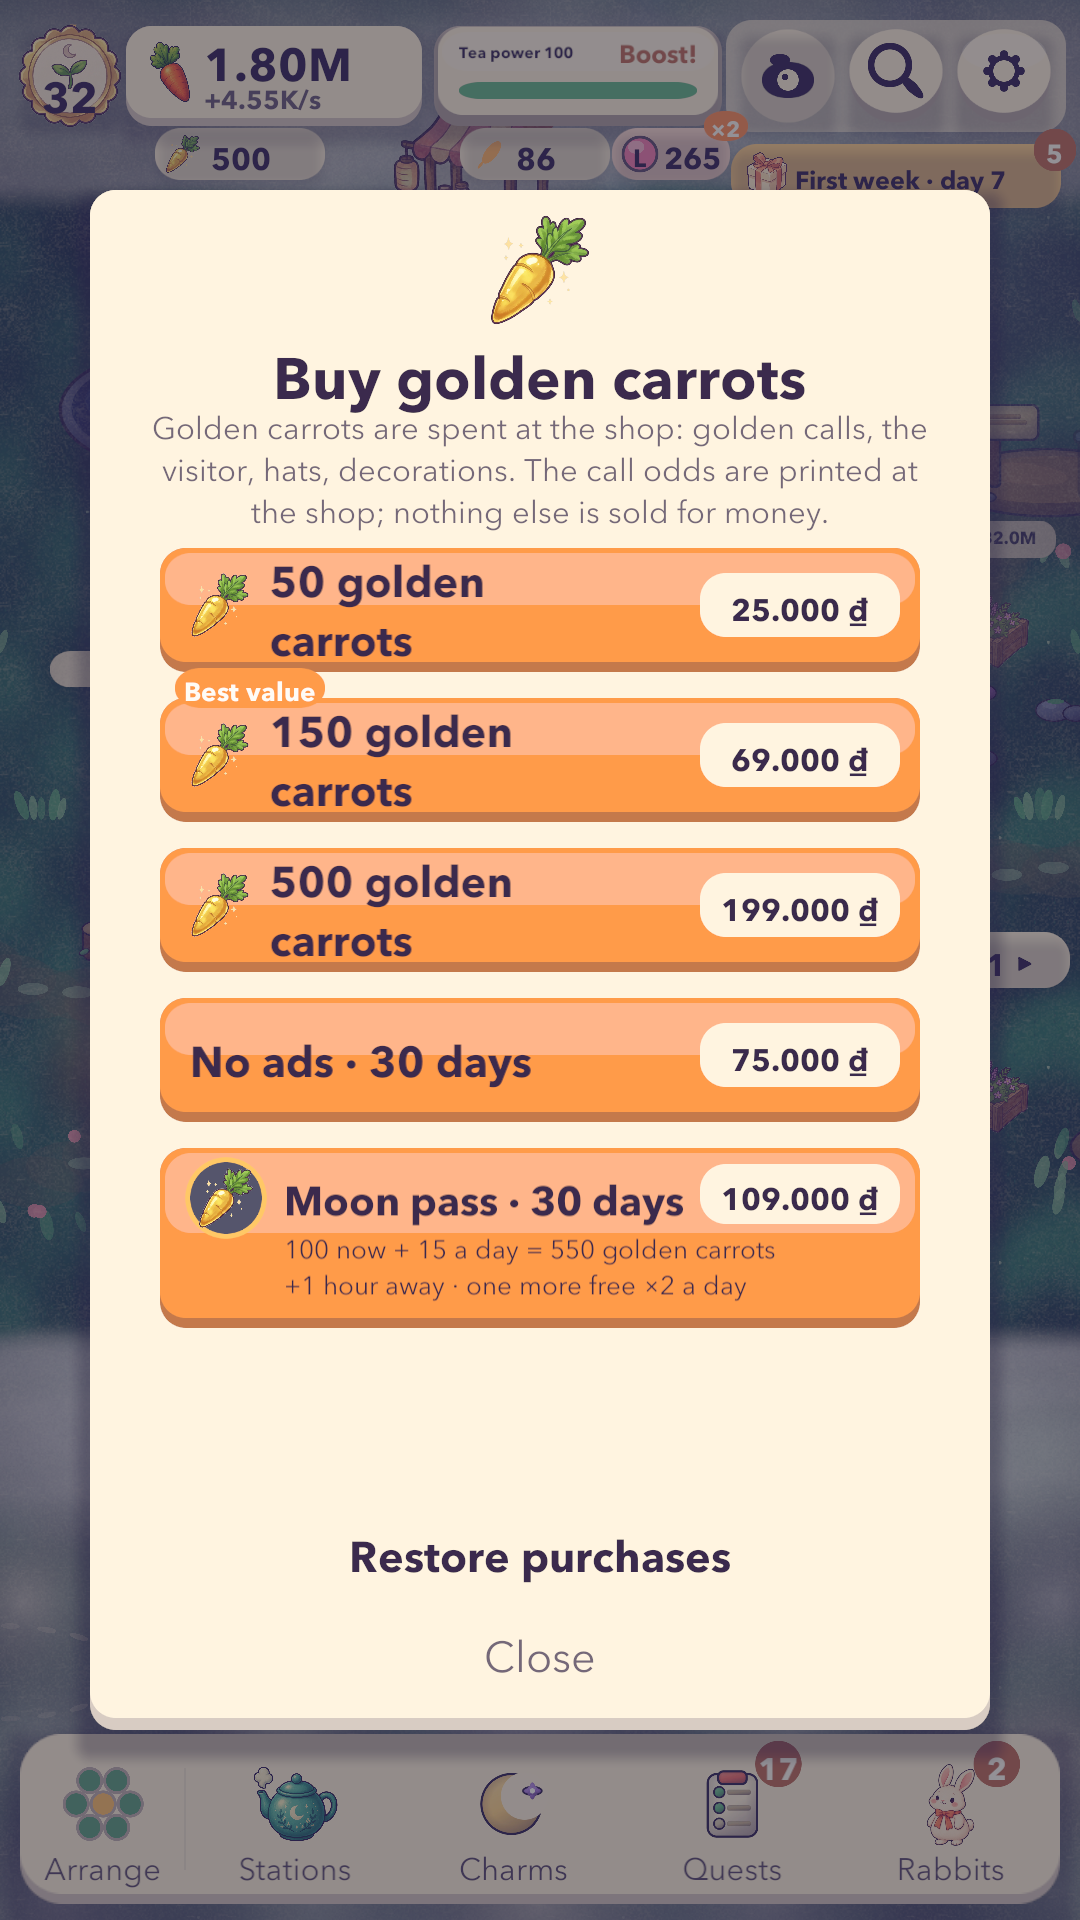 32
1.80M
+4.55K/s
Tea power 100
Boost!
500
86
L 265
×2
First week · day 7
5
Buy golden carrots
Golden carrots are spent at the shop: golden calls, the
visitor, hats, decorations. The call odds are printed at
the shop; nothing else is sold for money.
50 golden
carrots
25.000 ₫
Best value
150 golden
carrots
69.000 ₫
500 golden
carrots
199.000 ₫
No ads · 30 days
75.000 ₫
Moon pass · 30 days
109.000 ₫
100 now + 15 a day = 550 golden carrots
+1 hour away · one more free ×2 a day
Restore purchases
Close
Arrange
Stations
Charms
17
Quests
2
Rabbits